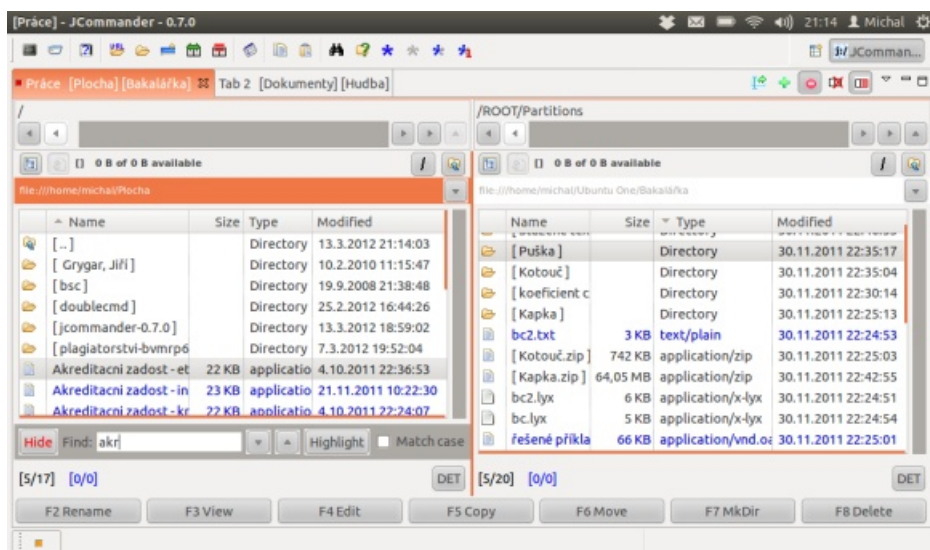 [Práce] - JCommander - 0.7.0
21:14 Michal
JComman...
Práce [Plocha] [Bakalářka] Tab 2 [Dokumenty] [Hudba]
/
[] 0 B of 0 B available
file:///home/michal/Plocha
Name Size Type Modified
[..] Directory 13.3.2012 21:14:03
[ Grygar, Jiří ] Directory 10.2.2010 11:15:47
[ bsc ] Directory 19.9.2008 21:38:48
[ doublecmd ] Directory 25.2.2012 16:44:26
[ jcommander-0.7.0 ] Directory 13.3.2012 18:59:02
[ plagiatorstvi-bvmrp6 Directory 7.3.2012 19:52:04
Akreditacni zadost - et 22 KB applicatio 4.10.2011 22:36:53
Akreditacni zadost - in 23 KB applicatio 21.11.2011 10:22:30
Akreditacni zadost - kr 22 KB applicatio 4.10.2011 22:24:07
Hide Find: akr Highlight Match case
[5/17] [0/0] DET
/ROOT/Partitions
[] 0 B of 0 B available
file:///home/michal/Ubuntu One/Bakalářka
Name Size Type Modified
[ Puška ] Directory 30.11.2011 22:35:17
[ Kotouč ] Directory 30.11.2011 22:35:04
[ koeficient c Directory 30.11.2011 22:30:14
[ Kapka ] Directory 30.11.2011 22:25:13
bc2.txt 3 KB text/plain 30.11.2011 22:24:53
[ Kotouč.zip ] 742 KB application/zip 30.11.2011 22:25:03
[ Kapka.zip ] 64,05 MB application/zip 30.11.2011 22:42:55
bc2.lyx 6 KB application/x-lyx 30.11.2011 22:24:51
bc.lyx 5 KB application/x-lyx 30.11.2011 22:24:54
řešené příkla 66 KB application/vnd.oa 30.11.2011 22:25:01
[5/20] [0/0] DET
F2 Rename F3 View F4 Edit F5 Copy F6 Move F7 MkDir F8 Delete